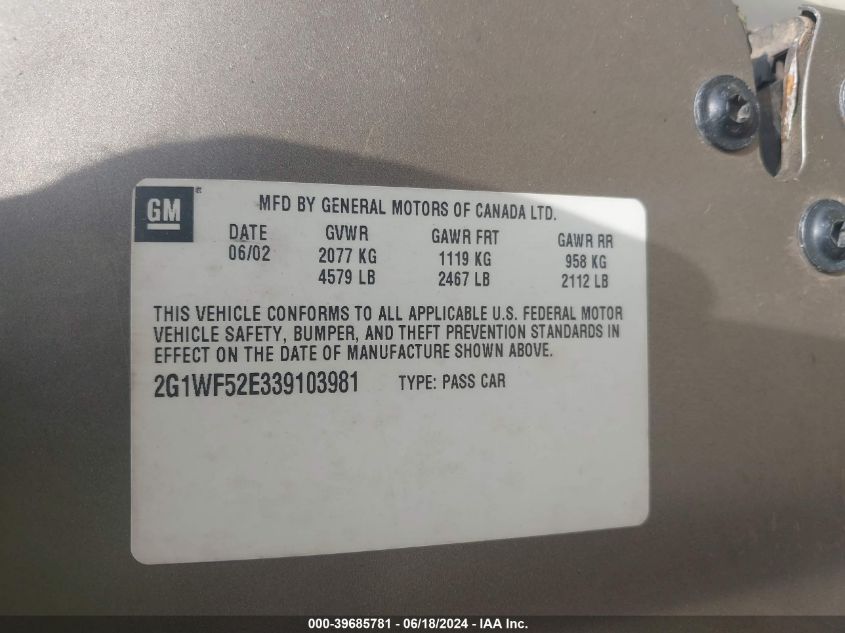 GM®
MFD BY GENERAL MOTORS OF CANADA LTD.
DATE GVWR GAWR FRT GAWR RR
06/02 2077 KG 1119 KG 958 KG
4579 LB 2467 LB 2112 LB
THIS VEHICLE CONFORMS TO ALL APPLICABLE U.S. FEDERAL MOTOR
VEHICLE SAFETY, BUMPER, AND THEFT PREVENTION STANDARDS IN
EFFECT ON THE DATE OF MANUFACTURE SHOWN ABOVE.
2G1WF52E339103981 TYPE: PASS CAR
000-39685781 - 06/18/2024 - IAA Inc.